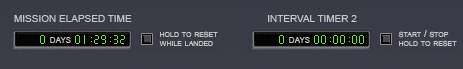 MISSION ELAPSED TIME
0 DAYS 01:29:32
HOLD TO RESET
WHILE LANDED
INTERVAL TIMER 2
0 DAYS 00:00:00
START / STOP
HOLD TO RESET